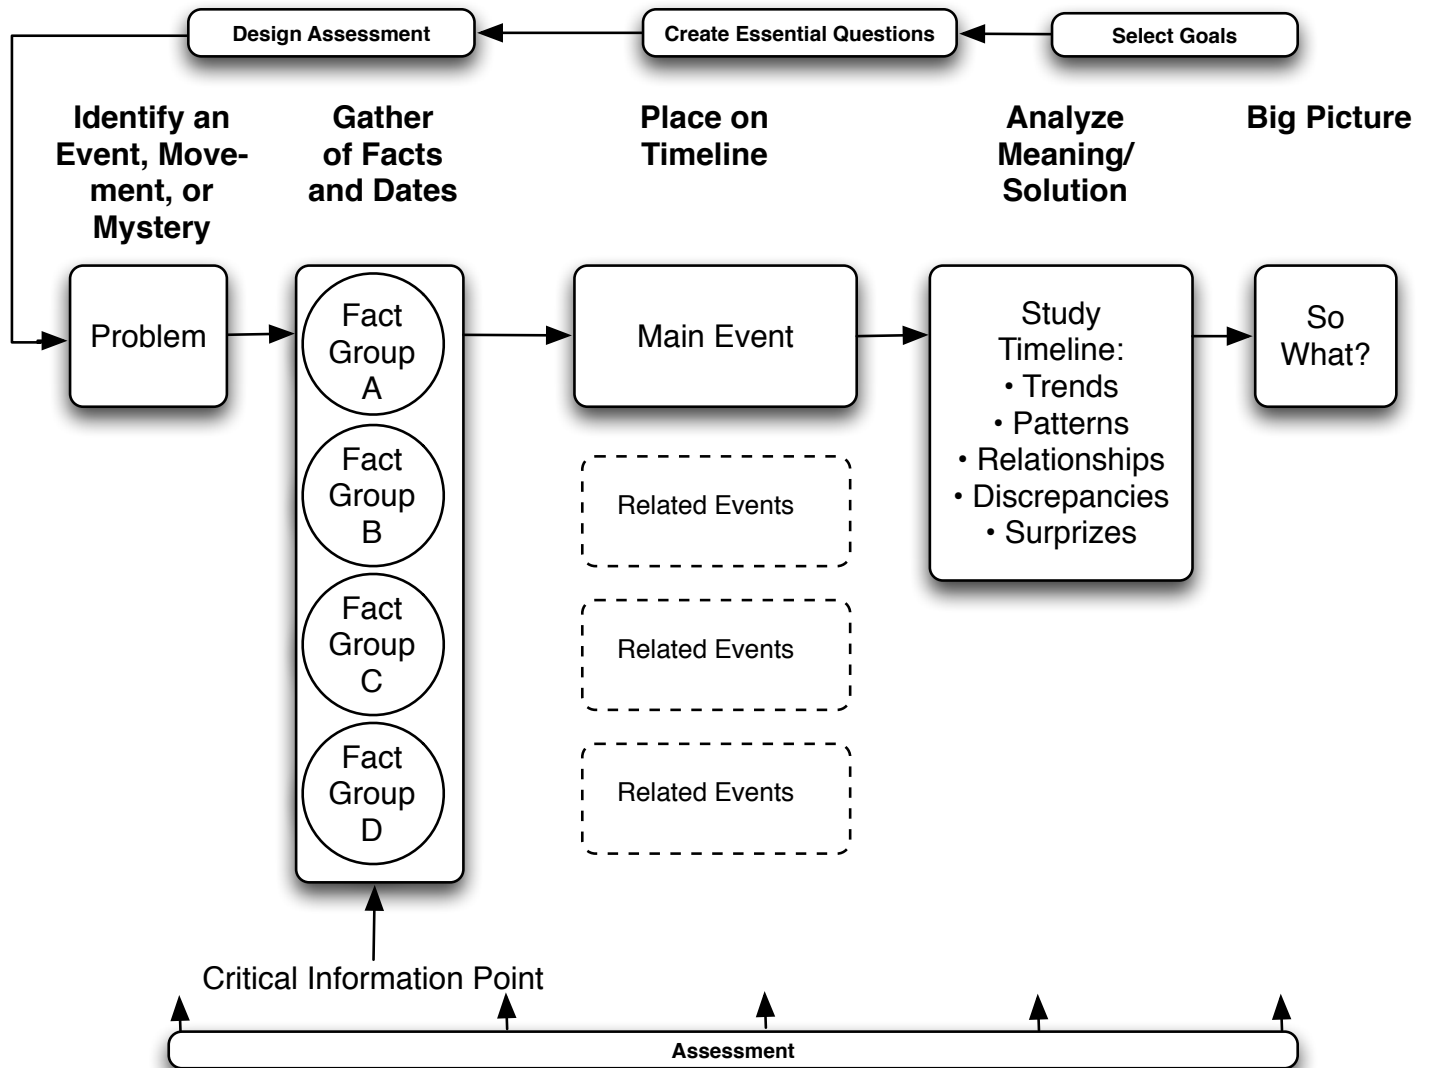 Design Assessment
Create Essential Questions
Select Goals
Identify an
Event, Move-
ment, or
Mystery
Gather
of Facts
and Dates
Place on
Timeline
Analyze
Meaning/
Solution
Big Picture
Problem
Fact
Group
A
Fact
Group
B
Fact
Group
C
Fact
Group
D
Main Event
Related Events
Related Events
Related Events
Study
Timeline:
• Trends
• Patterns
• Relationships
• Discrepancies
• Surprizes
So
What?
Critical Information Point
Assessment